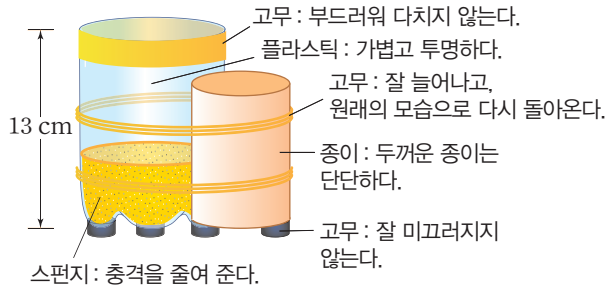 고무 : 부드러워 다치지 않는다.
플라스틱 : 가볍고 투명하다.
고무 : 잘 늘어나고,
원래의 모습으로 다시 돌아온다.
13 cm
종이 : 두꺼운 종이는
단단하다.
고무 : 잘 미끄러지지
않는다.
스펀지 : 충격을 줄여 준다.